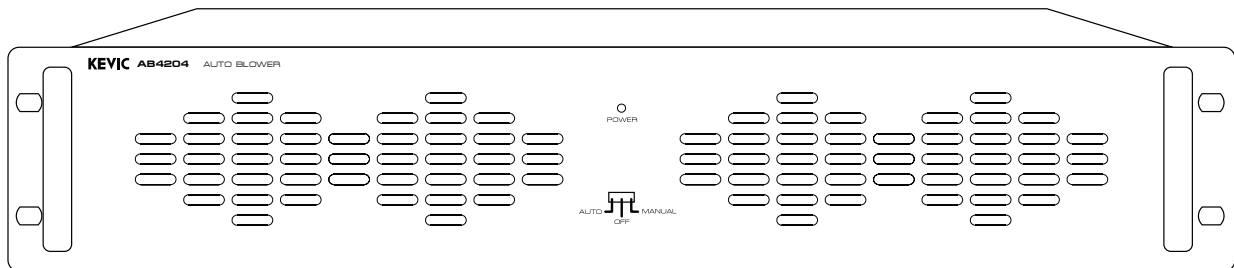 KEVIC AB4204 AUTO BLOWER
POWER
AUTO MANUAL
OFF